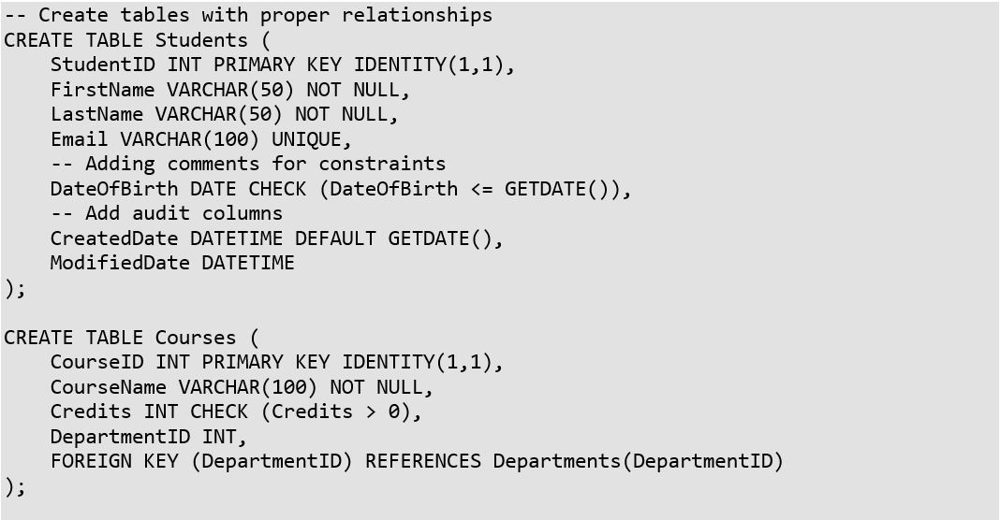 -- Create tables with proper relationships
CREATE TABLE Students (
    StudentID INT PRIMARY KEY IDENTITY(1,1),
    FirstName VARCHAR(50) NOT NULL,
    LastName VARCHAR(50) NOT NULL,
    Email VARCHAR(100) UNIQUE,
    -- Adding comments for constraints
    DateOfBirth DATE CHECK (DateOfBirth <= GETDATE()),
    -- Add audit columns
    CreatedDate DATETIME DEFAULT GETDATE(),
    ModifiedDate DATETIME
);

CREATE TABLE Courses (
    CourseID INT PRIMARY KEY IDENTITY(1,1),
    CourseName VARCHAR(100) NOT NULL,
    Credits INT CHECK (Credits > 0),
    DepartmentID INT,
    FOREIGN KEY (DepartmentID) REFERENCES Departments(DepartmentID)
);